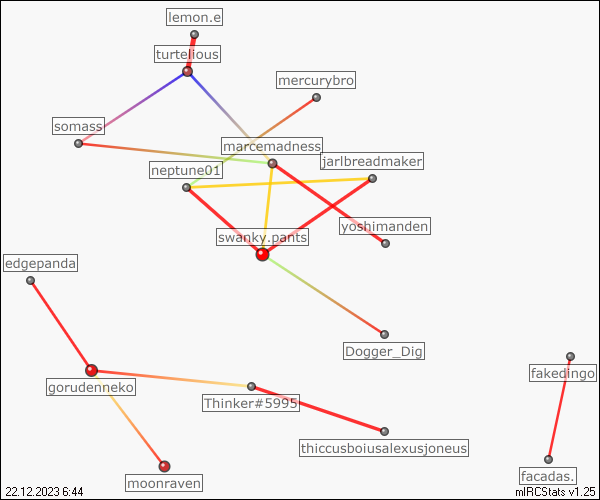 lemon.e
turtelious
mercurybro
somass
marcemadness
jarlbreadmaker
neptune01
yoshimanden
swanky.pants
edgepanda
Dogger_Dig
fakedingo
gorudenneko
Thinker#5995
thiccusboiusalexusjoneus
facadas.
moonraven
22.12.2023 6:44
mIRCStats v1.25